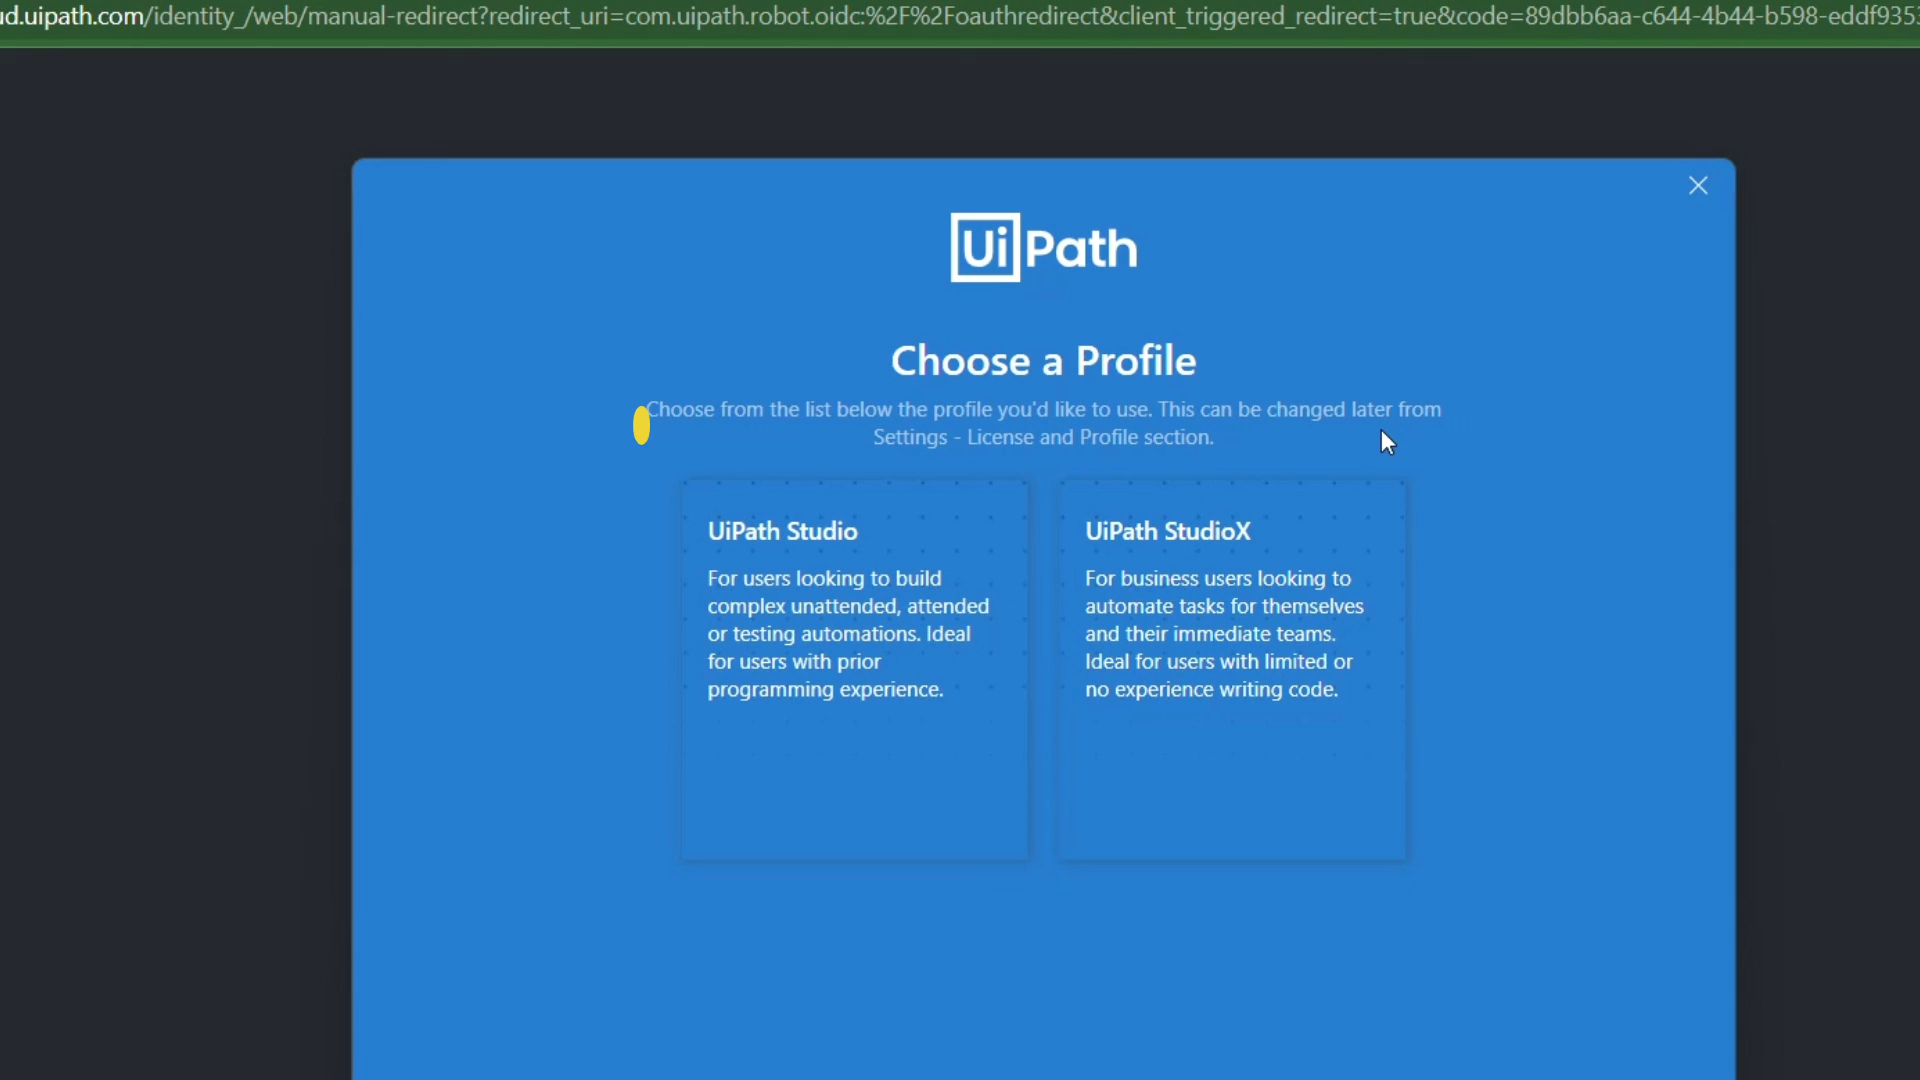 ud.uipath.com/identity_/web/manual-redirect?redirect_uri=com.uipath.robot.oidc:%2F%2Foauthredirect&client_triggered_redirect=true&code=89dbb6aa-c644-4b44-b598-eddf9353
UiPath
Choose a Profile
Choose from the list below the profile you'd like to use. This can be changed later from
Settings - License and Profile section.
UiPath Studio
For users looking to build
complex unattended, attended
or testing automations. Ideal
for users with prior
programming experience.
UiPath StudioX
For business users looking to
automate tasks for themselves
and their immediate teams.
Ideal for users with limited or
no experience writing code.